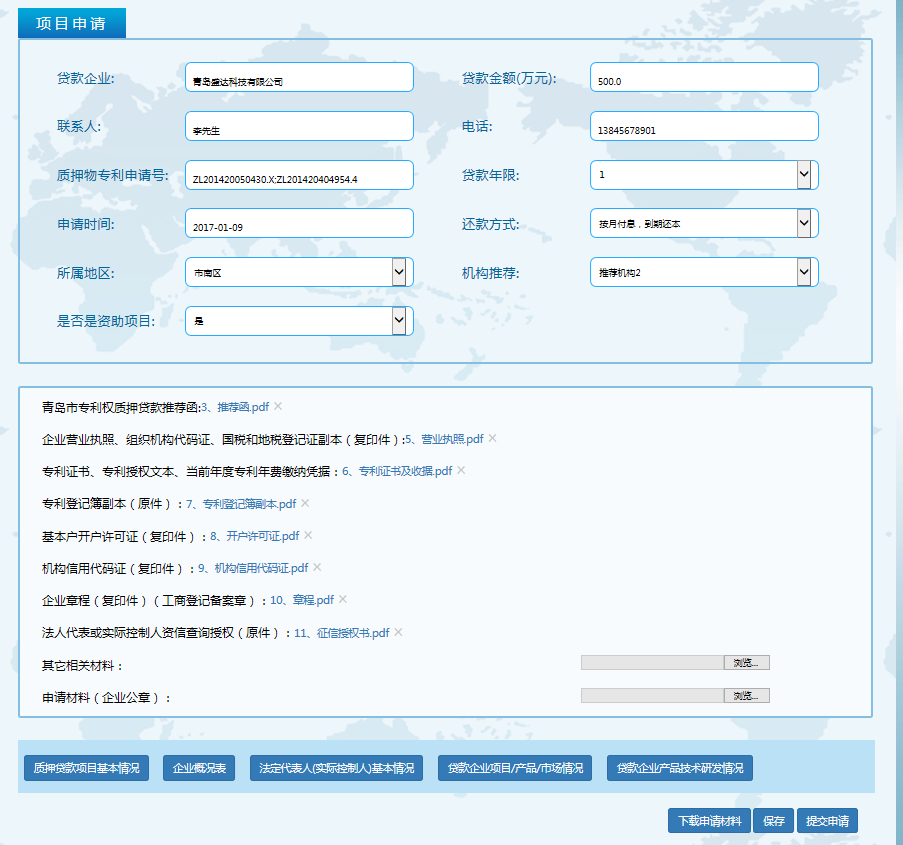 项目申请
贷款企业: 青岛盛达科技有限公司 贷款金额(万元): 500.0
联系人: 李先生 电话: 13845678901
质押物专利申请号: ZL201420050430.X;ZL201420404954.4 贷款年限: 1
申请时间: 2017-01-09 还款方式: 按月付息，到期还本
所属地区: 市南区 机构推荐: 推荐机构2
是否是资助项目: 是
青岛市专利权质押贷款推荐函:3、推荐函.pdf ×
企业营业执照、组织机构代码证、国税和地税登记证副本（复印件）:5、营业执照.pdf ×
专利证书、专利授权文本、当前年度专利年费缴纳凭据：6、专利证书及收据.pdf ×
专利登记簿副本（原件）：7、专利登记簿副本.pdf ×
基本户开户许可证（复印件）：8、开户许可证.pdf ×
机构信用代码证（复印件）：9、机构信用代码证.pdf ×
企业章程（复印件）（工商登记备案章）：10、章程.pdf ×
法人代表或实际控制人资信查询授权（原件）：11、征信授权书.pdf ×
其它相关材料： 浏览...
申请材料（企业公章）： 浏览...
质押贷款项目基本情况 企业概况表 法定代表人(实际控制人)基本情况 贷款企业项目/产品/市场情况 贷款企业产品技术研发情况
下载申请材料 保存 提交申请